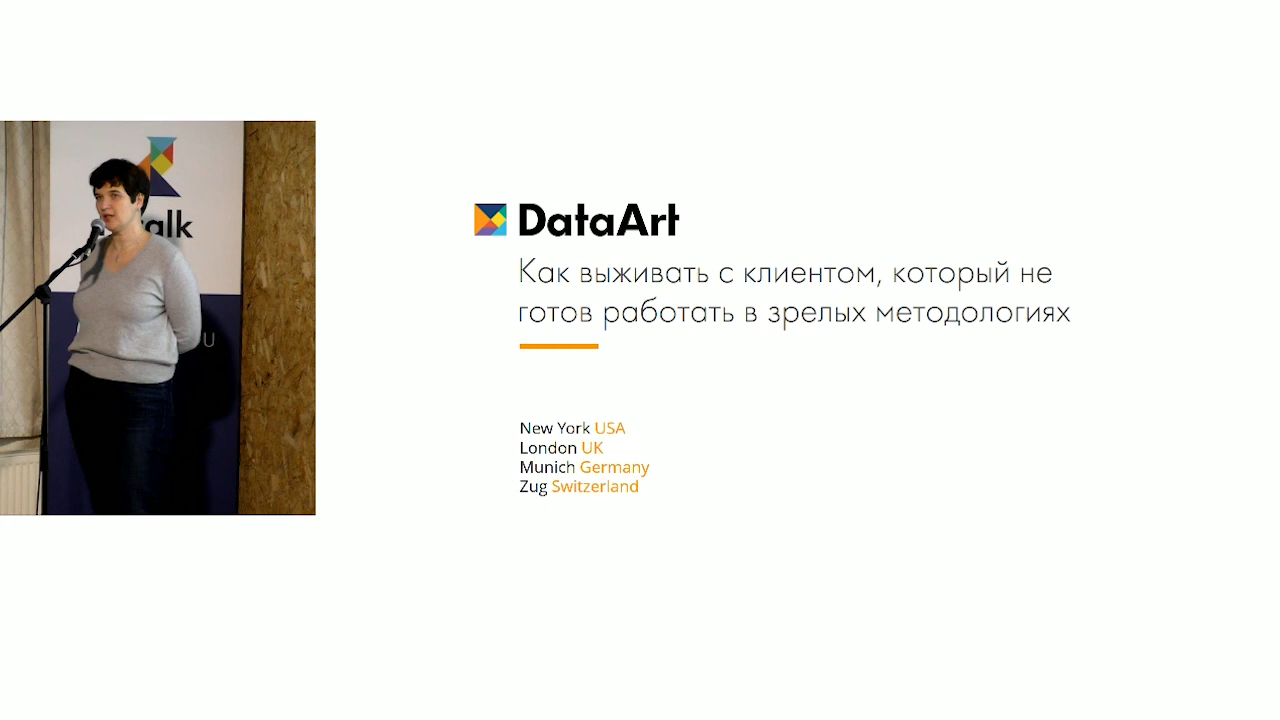 DataArt
Как выживать с клиентом, который не
готов работать в зрелых методологиях
New York USA
London UK
Munich Germany
Zug Switzerland